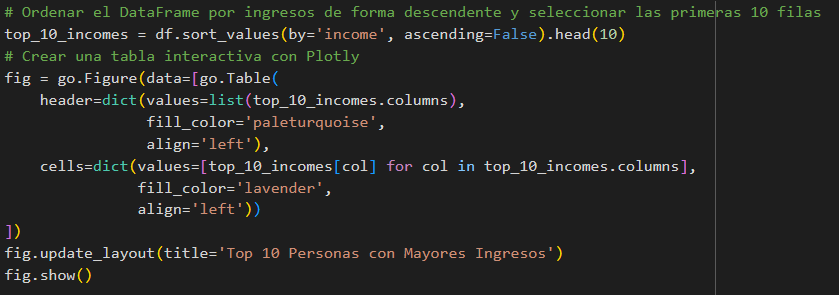 # Ordenar el DataFrame por ingresos de forma descendente y seleccionar las primeras 10 filas
top_10_incomes = df.sort_values(by='income', ascending=False).head(10)
# Crear una tabla interactiva con Plotly
fig = go.Figure(data=[go.Table(
    header=dict(values=list(top_10_incomes.columns),
                fill_color='paleturquoise',
                align='left'),
    cells=dict(values=[top_10_incomes[col] for col in top_10_incomes.columns],
               fill_color='lavender',
               align='left'))
])
fig.update_layout(title='Top 10 Personas con Mayores Ingresos')
fig.show()